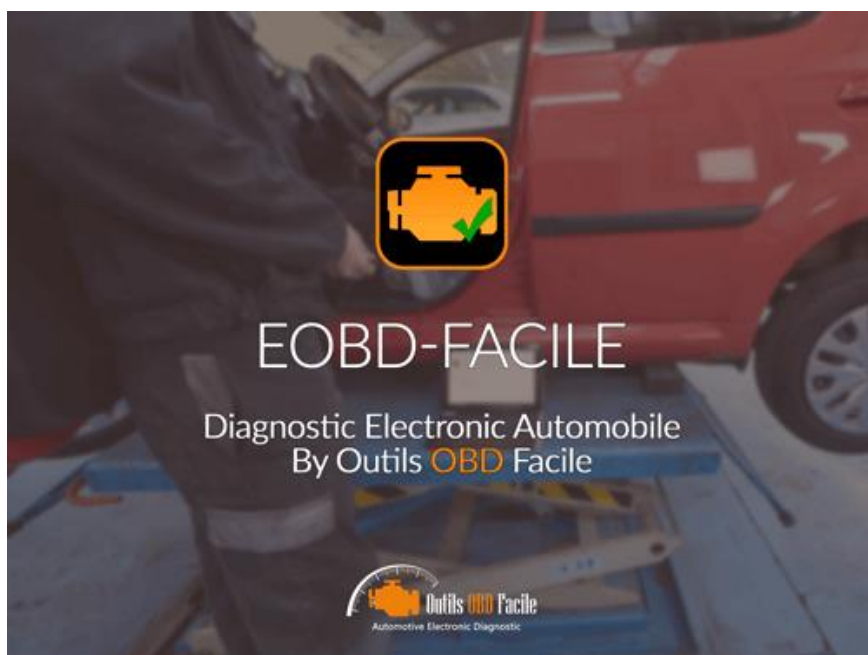 EOBD-FACILE
Diagnostic Electronic Automobile
By Outils OBD Facile
Outils OBD Facile
Automotive Electronic Diagnostic